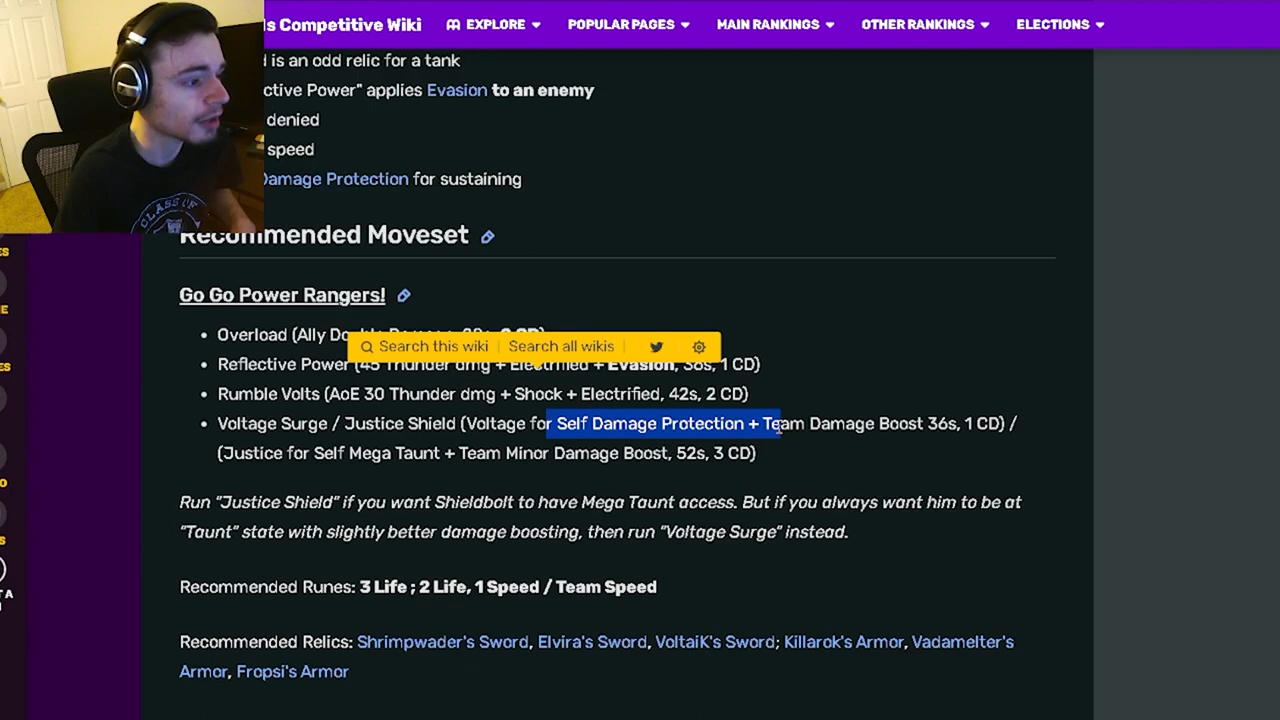 ls Competitive Wiki EXPLORE POPULAR PAGES MAIN RANKINGS OTHER RANKINGS ELECTIONS
is an odd relic for a tank
ctive Power" applies Evasion to an enemy
denied
speed
Damage Protection for sustaining
Recommended Moveset
Go Go Power Rangers!
Overload (Ally
Search this wiki Search all wikis
Reflective Power (45 Thunder dmg + Electrified + Evasion, 36s, 1 CD)
Rumble Volts (AoE 30 Thunder dmg + Shock + Electrified, 42s, 2 CD)
Voltage Surge / Justice Shield (Voltage for Self Damage Protection + Team Damage Boost 36s, 1 CD) /
(Justice for Self Mega Taunt + Team Minor Damage Boost, 52s, 3 CD)
Run "Justice Shield" if you want Shieldbolt to have Mega Taunt access. But if you always want him to be at
"Taunt" state with slightly better damage boosting, then run "Voltage Surge" instead.
Recommended Runes: 3 Life ; 2 Life, 1 Speed / Team Speed
Recommended Relics: Shrimpwader's Sword, Elvira's Sword, VoltaiK's Sword; Killarok's Armor, Vadamelter's
Armor, Fropsi's Armor
CLASS OF